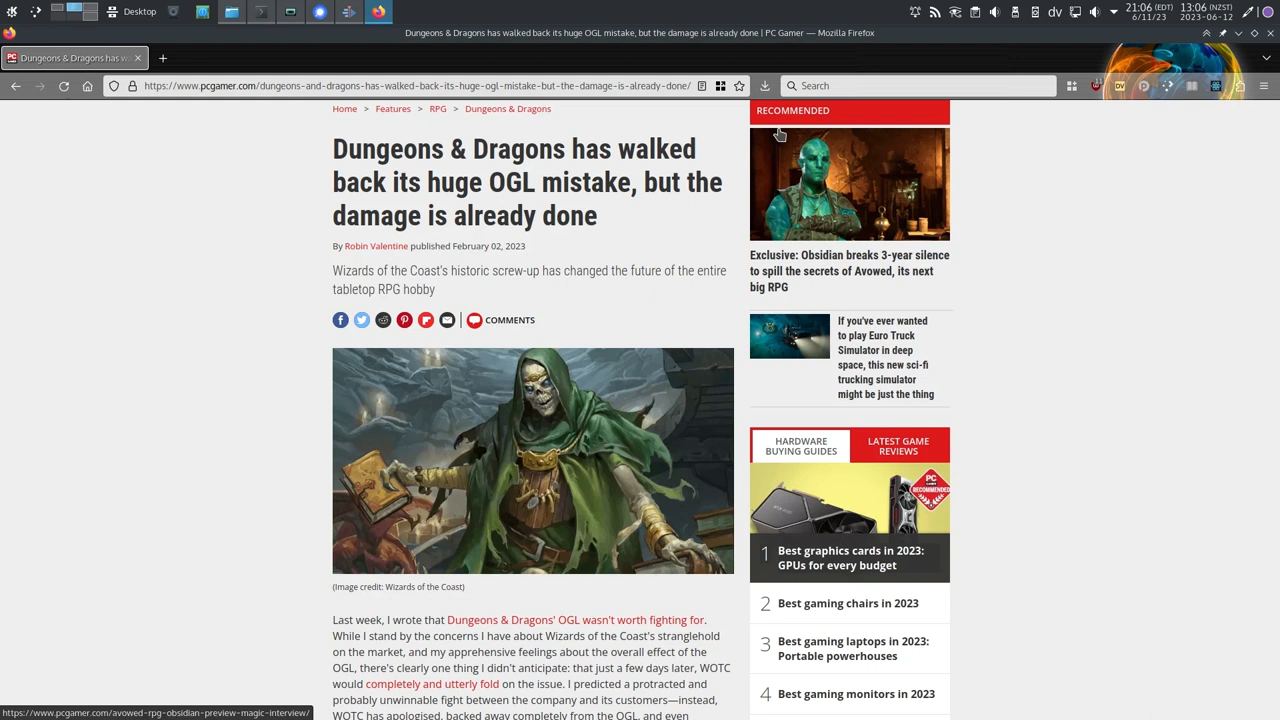 Desktop
dv
21:06 (EDT)
6/11/23
13:06 (NZST)
2023-06-12
Dungeons & Dragons has walked back its huge OGL mistake, but the damage is already done | PC Gamer — Mozilla Firefox
Dungeons & Dragons has w
https://www.pcgamer.com/dungeons-and-dragons-has-walked-back-its-huge-ogl-mistake-but-the-damage-is-already-done/
Search
11
DV
Home > Features > RPG > Dungeons & Dragons
Dungeons & Dragons has walked
back its huge OGL mistake, but the
damage is already done
By Robin Valentine published February 02, 2023
Wizards of the Coast's historic screw-up has changed the future of the entire
tabletop RPG hobby
COMMENTS
(Image credit: Wizards of the Coast)
Last week, I wrote that Dungeons & Dragons' OGL wasn't worth fighting for.
While I stand by the concerns I have about Wizards of the Coast's stranglehold
on the market, and my apprehensive feelings about the overall effect of the
OGL, there's clearly one thing I didn't anticipate: that just a few days later, WOTC
would completely and utterly fold on the issue. I predicted a protracted and
probably unwinnable fight between the company and its customers—instead,
WOTC has apologised, backed away completely from the OGL, and even
RECOMMENDED
Exclusive: Obsidian breaks 3-year silence
to spill the secrets of Avowed, its next
big RPG
If you've ever wanted
to play Euro Truck
Simulator in deep
space, this new sci-fi
trucking simulator
might be just the thing
HARDWARE
BUYING GUIDES
LATEST GAME
REVIEWS
PC
GAMER
RECOMMENDED
1 Best graphics cards in 2023:
GPUs for every budget
2 Best gaming chairs in 2023
3 Best gaming laptops in 2023:
Portable powerhouses
4 Best gaming monitors in 2023
https://www.pcgamer.com/avowed-rpg-obsidian-preview-magic-interview/